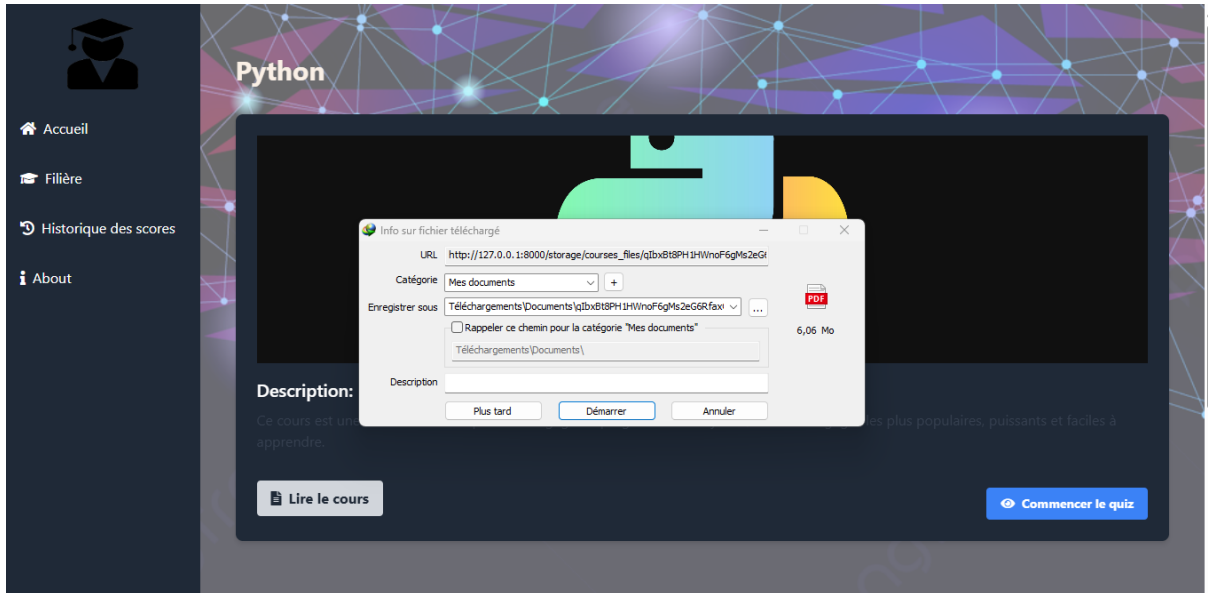 Python
Accueil
Filière
Historique des scores
About
Info sur fichier téléchargé
URL http://127.0.0.1:8000/storage/courses_files/qIbxBt8PH1HWnoF6gMs2eG
Catégorie Mes documents +
Enregistrer sous Téléchargements\Documents\qIbxBt8PH1HWnoF6gMs2eG6Rfax ...
Rappeler ce chemin pour la catégorie "Mes documents"
Téléchargements\Documents\
PDF
6,06 Mo
Description
Plus tard Démarrer Annuler
Description:
Ce cours est une les plus populaires, puissants et faciles à
apprendre.
Lire le cours
Commencer le quiz